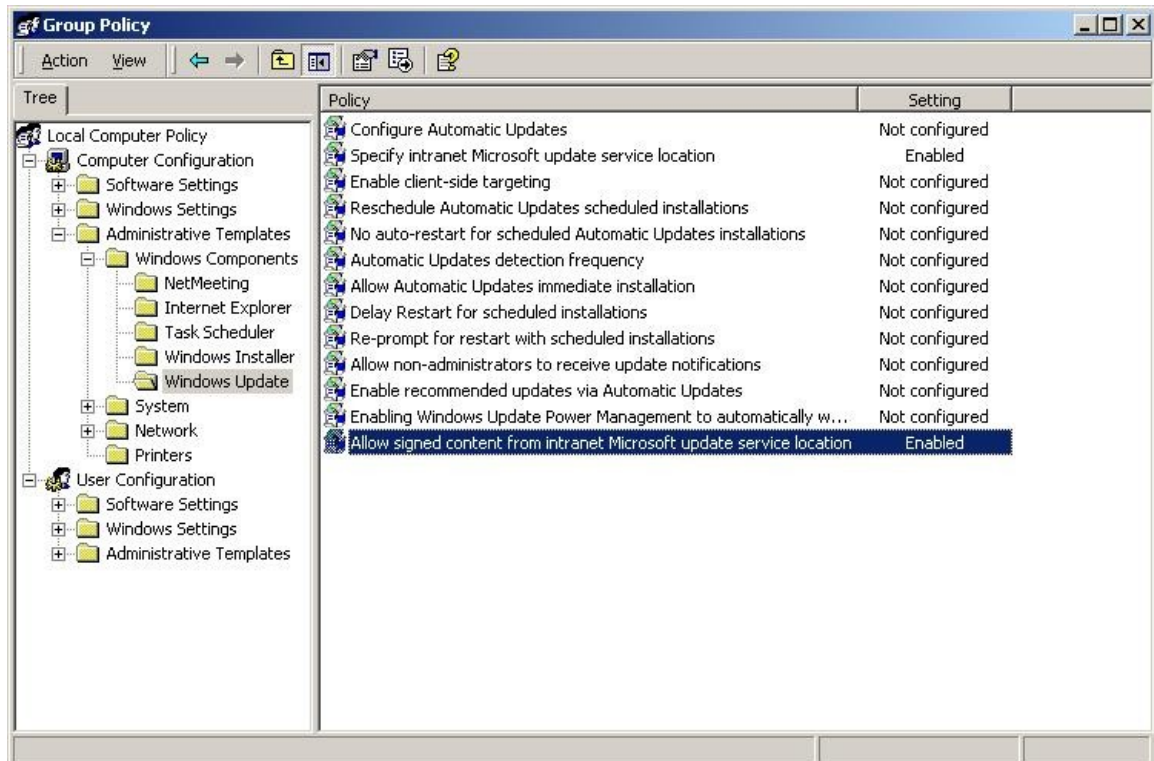 Group Policy
Action View
Tree
Local Computer Policy
Computer Configuration
Software Settings
Windows Settings
Administrative Templates
Windows Components
NetMeeting
Internet Explorer
Task Scheduler
Windows Installer
Windows Update
System
Network
Printers
User Configuration
Software Settings
Windows Settings
Administrative Templates
Policy Setting
Configure Automatic Updates Not configured
Specify intranet Microsoft update service location Enabled
Enable client-side targeting Not configured
Reschedule Automatic Updates scheduled installations Not configured
No auto-restart for scheduled Automatic Updates installations Not configured
Automatic Updates detection frequency Not configured
Allow Automatic Updates immediate installation Not configured
Delay Restart for scheduled installations Not configured
Re-prompt for restart with scheduled installations Not configured
Allow non-administrators to receive update notifications Not configured
Enable recommended updates via Automatic Updates Not configured
Enabling Windows Update Power Management to automatically w... Not configured
Allow signed content from intranet Microsoft update service location Enabled